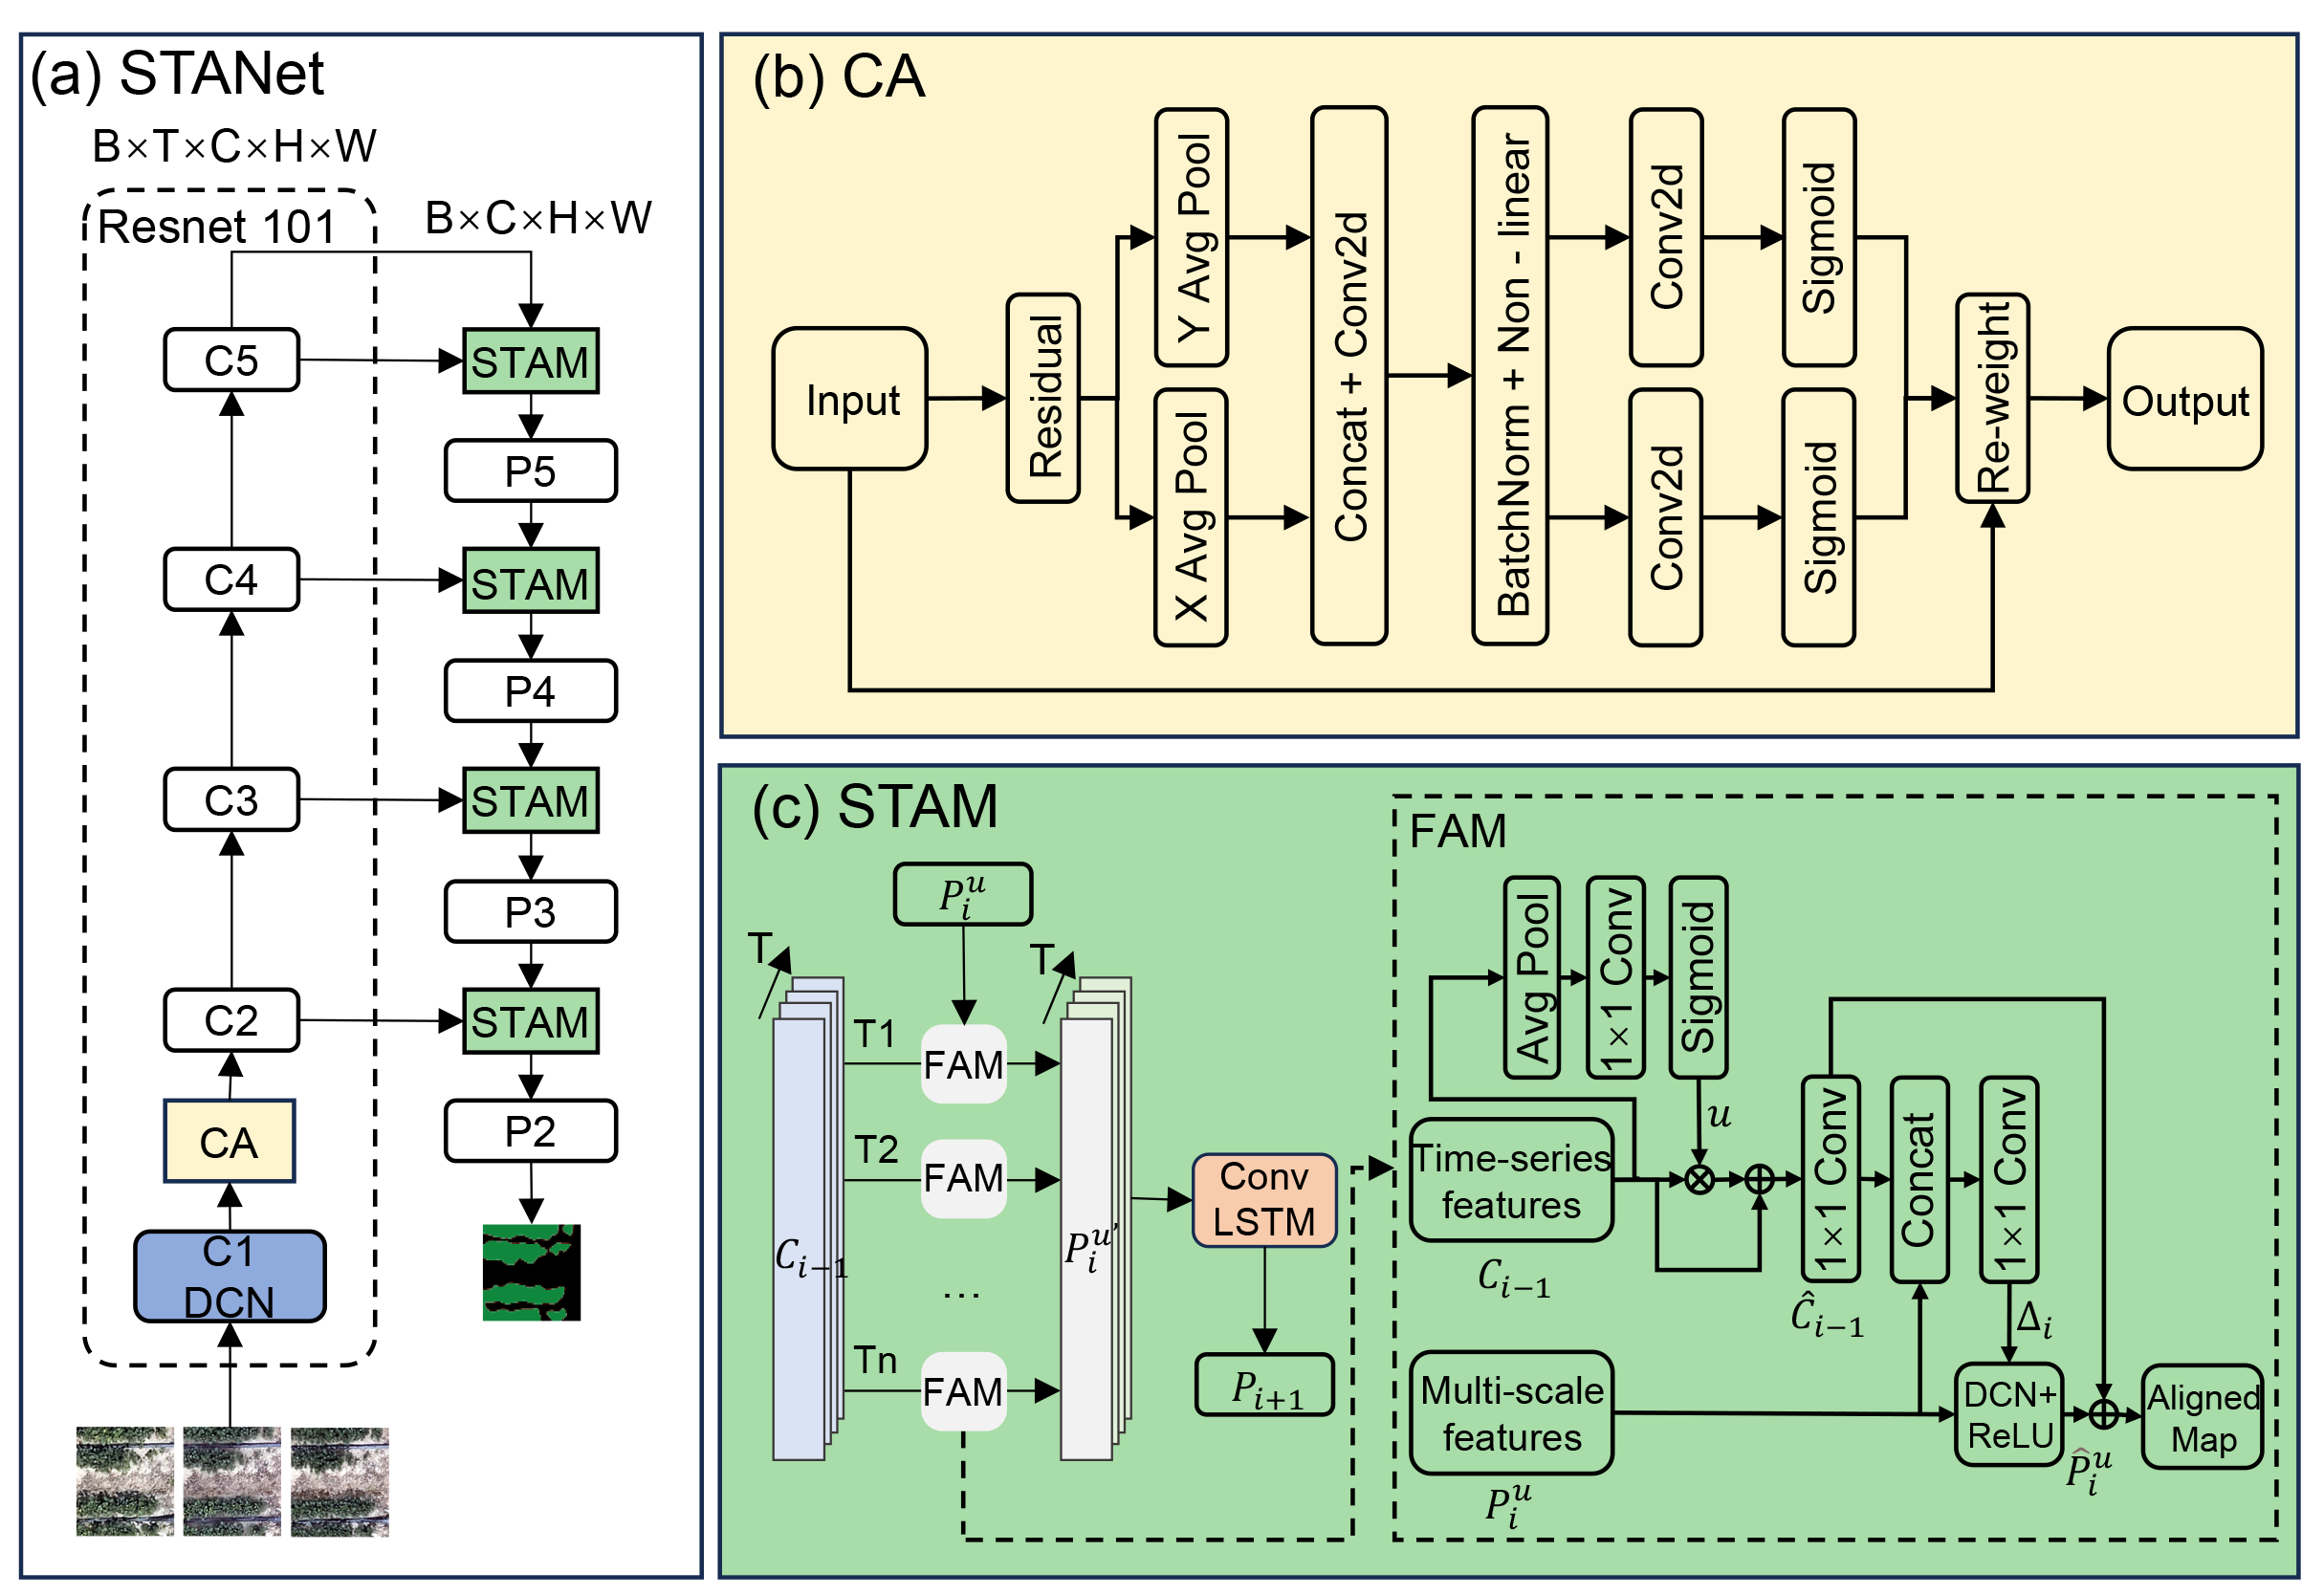 (a) STANet
B×T×C×H×W
Resnet 101
B×C×H×W
C5
STAM
P5
C4
STAM
P4
C3
STAM
P3
C2
STAM
CA
P2
C1
DCN
(b) CA
Input
Residual
Y Avg Pool
X Avg Pool
Concat + Conv2d
BatchNorm + Non - linear
Conv2d
Conv2d
Sigmoid
Sigmoid
Re-weight
Output
(c) STAM
P_i^u
T
T
T1
FAM
T2
FAM
C_{i−1}
P_i^{u'}
...
Tn
FAM
Conv
LSTM
P_{i+1}
FAM
Avg Pool
1×1 Conv
Sigmoid
u
Time-series
features
C_{i−1}
1×1 Conv
Ĉ_{i−1}
Concat
1×1 Conv
Δ_i
Multi-scale
features
P_i^u
DCN+
ReLU
P̂_i^u
Aligned
Map